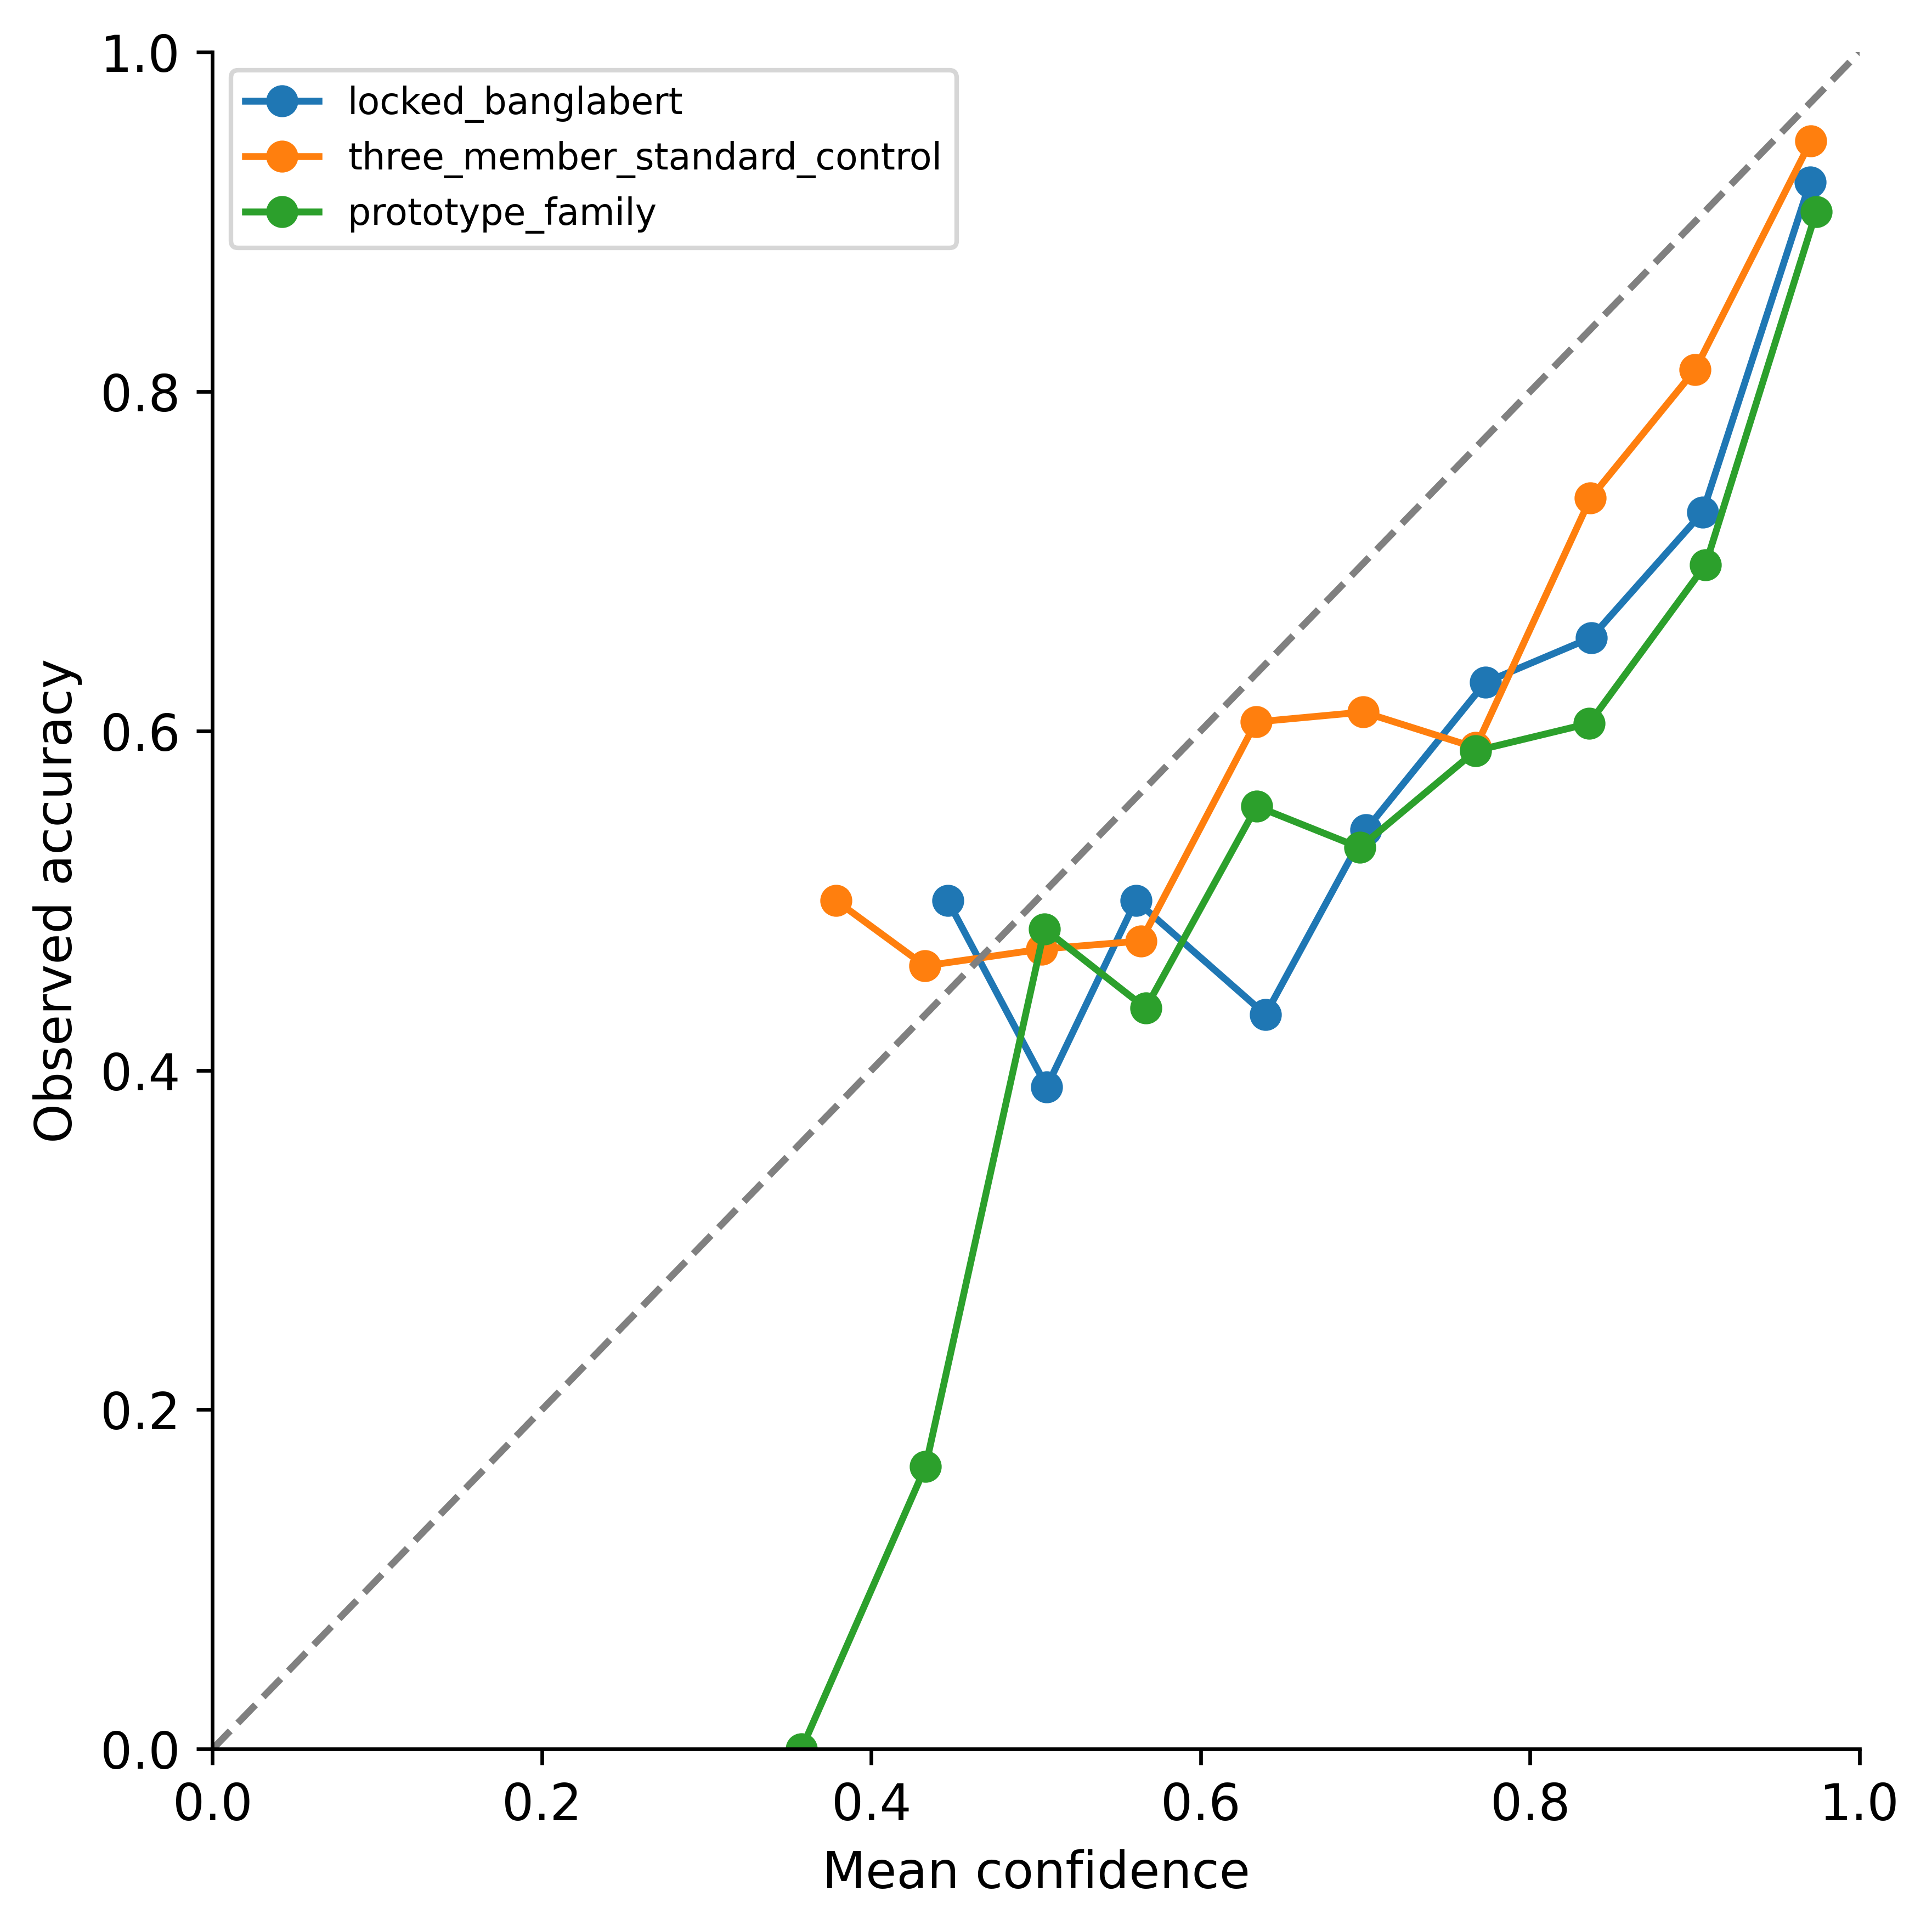 locked_banglabert
three_member_standard_control
prototype_family
1.0
0.8
0.6
0.4
0.2
0.0
0.0 0.2 0.4 0.6 0.8 1.0
Observed accuracy
Mean confidence